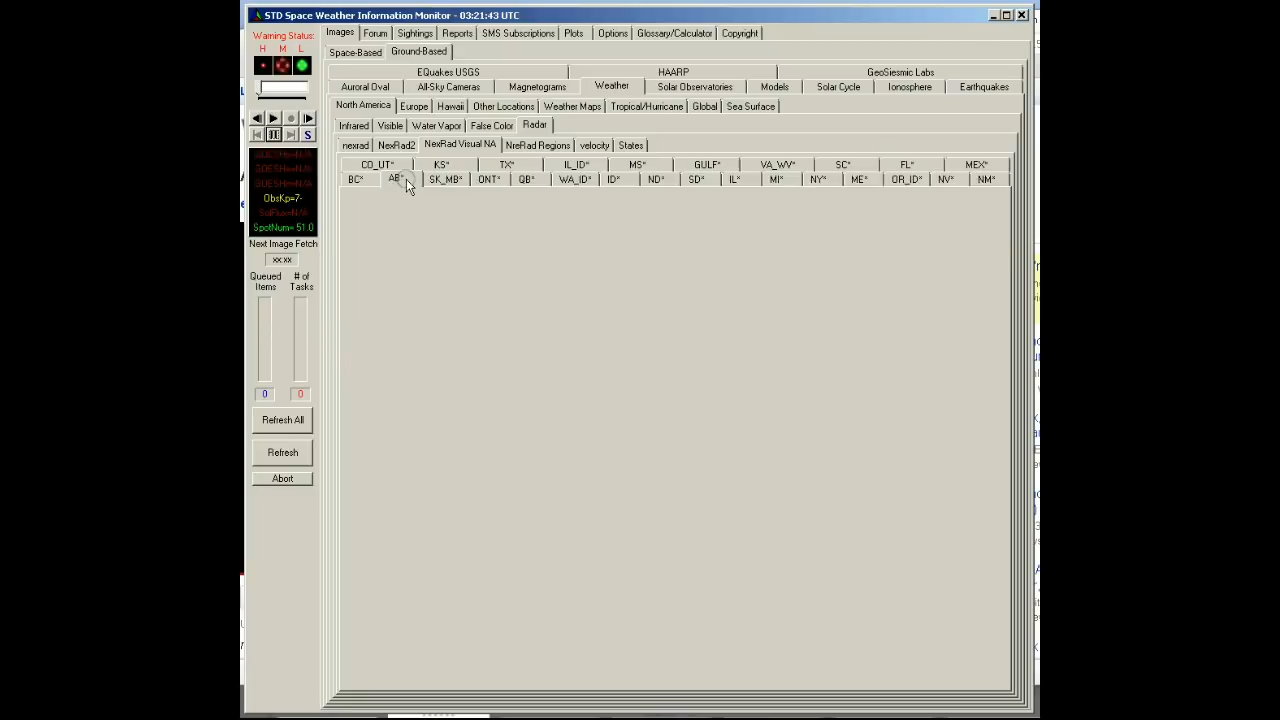 STD Space Weather Information Monitor - 03:21:43 UTC
Images Forum Sightings Reports SMS Subscriptions Plots Options Glossary/Calculator Copyright
Warning Status:
H M L
Space-Based Ground-Based
EQuakes USGS HAARP GeoSiesmic Labs
Auroral Oval All-Sky Cameras Magnetograms Weather Solar Observatories Models Solar Cycle Ionosphere Earthquakes
North America Europe Hawaii Other Locations Weather Maps Tropical/Hurricane Global Sea Surface
Infrared Visible Water Vapor False Color Radar
S
nexrad NexRad2 NexRad Visual NA NreRad Regions velocity States
CO_UT* KS* TX* IL_ID* MS* GULF* VA_WV* SC* FL* MEX*
BC* AB* SK_MB* ONT* QB* WA_ID* ID* ND* SD* IL* MI* NY* ME* OR_ID* NV* NM*
ObsKp=7-
SolFlux=N/A
SpotNum= 51.0
Next Image Fetch
xx:xx
Queued Items
# of Tasks
0 0
Refresh All
Refresh
Abort